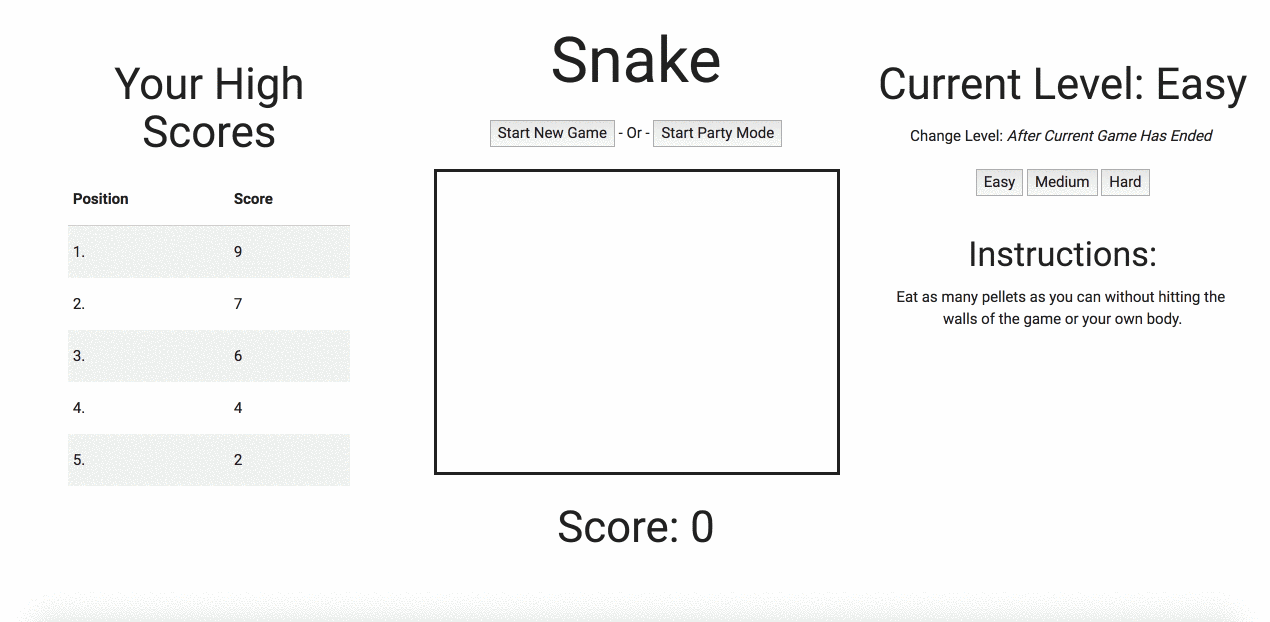 Your High
Scores
Position Score
1. 9
2. 7
3. 6
4. 4
5. 2
Snake
Start New Game - Or - Start Party Mode
Score: 0
Current Level: Easy
Change Level: After Current Game Has Ended
Easy Medium Hard
Instructions:
Eat as many pellets as you can without hitting the
walls of the game or your own body.